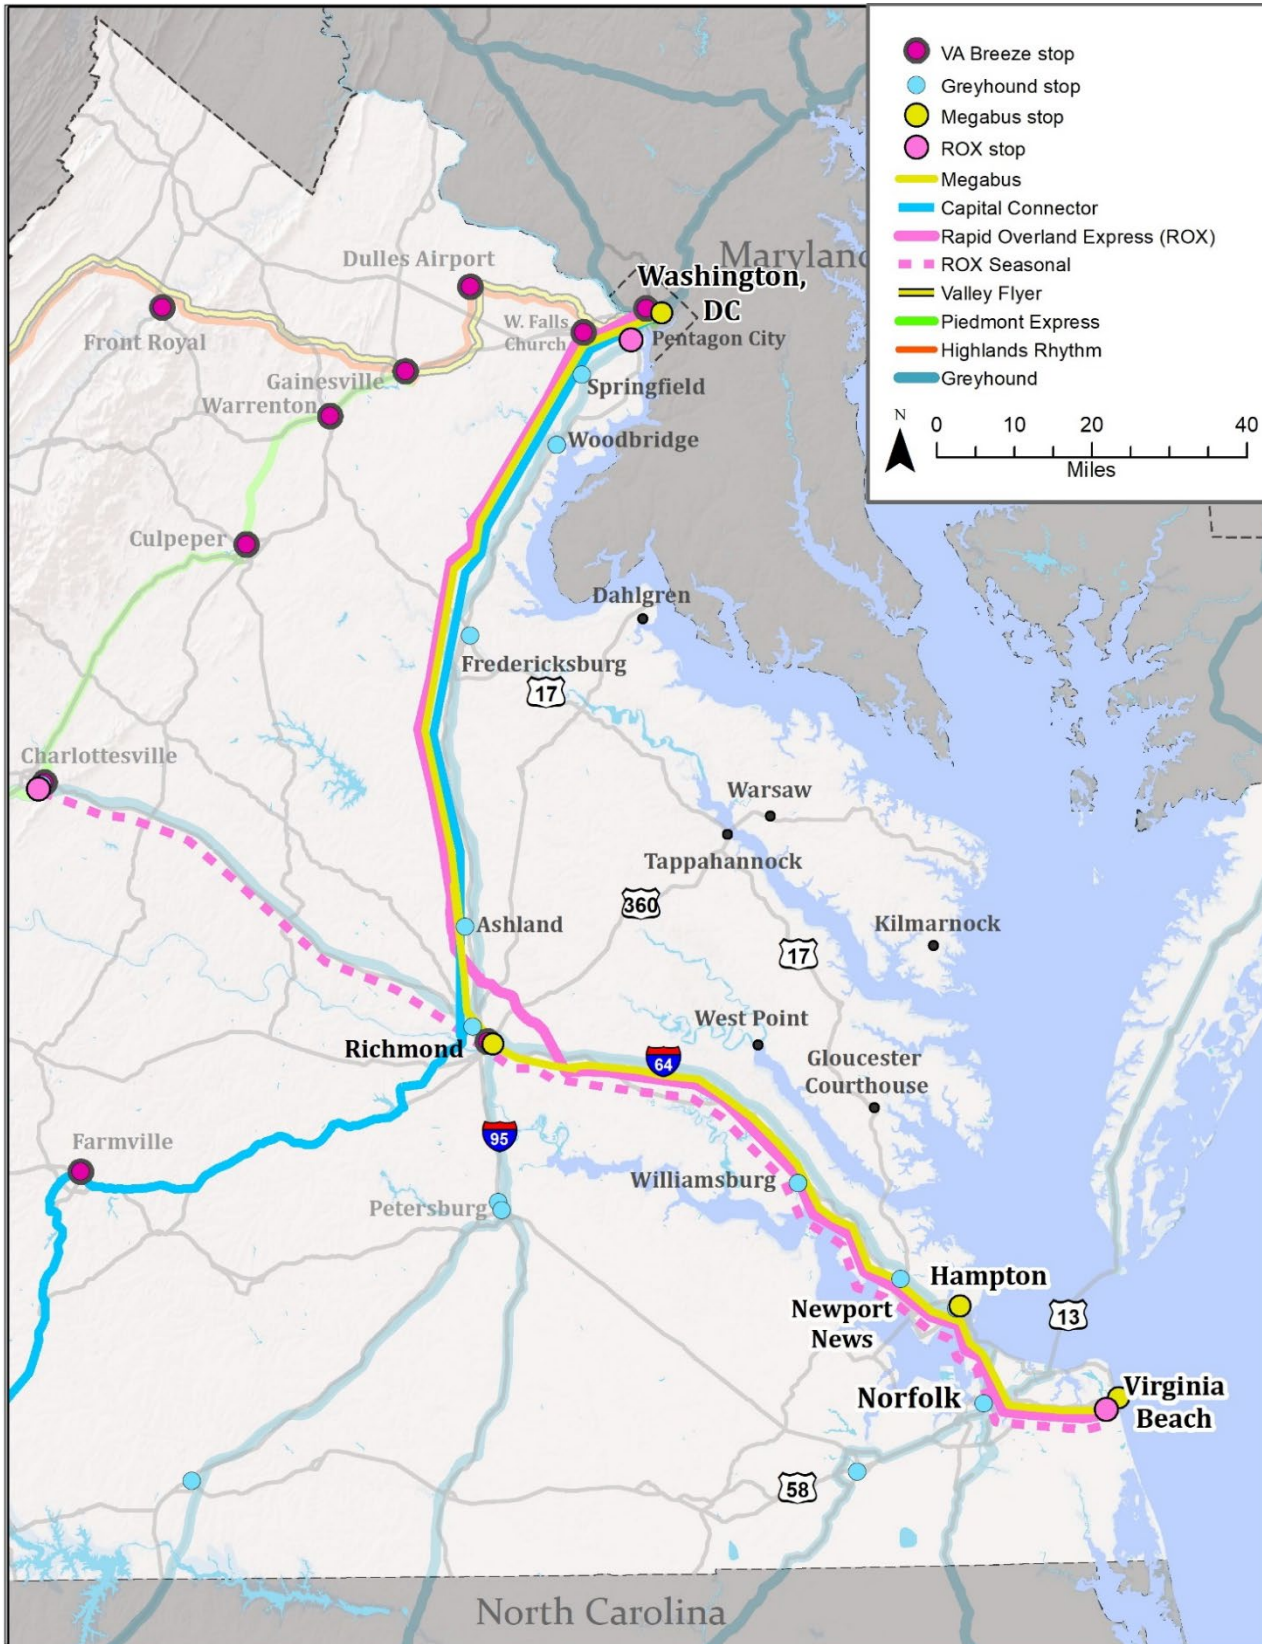 VA Breeze stop
Greyhound stop
Megabus stop
ROX stop
Megabus
Capital Connector
Rapid Overland Express (ROX)
ROX Seasonal
Valley Flyer
Piedmont Express
Highlands Rhythm
Greyhound
N
0 10 20 40
Miles
Maryland
Dulles Airport
Washington,
DC
Front Royal
W. Falls
Church
Pentagon City
Gainesville
Springfield
Warrenton
Woodbridge
Culpeper
Dahlgren
Fredericksburg
17
Charlottesville
Warsaw
Tappahannock
360
Ashland
Kilmarnock
17
West Point
Richmond
64
Gloucester
Courthouse
95
Farmville
Williamsburg
Petersburg
Hampton
Newport
News
13
Norfolk
Virginia
Beach
58
North Carolina